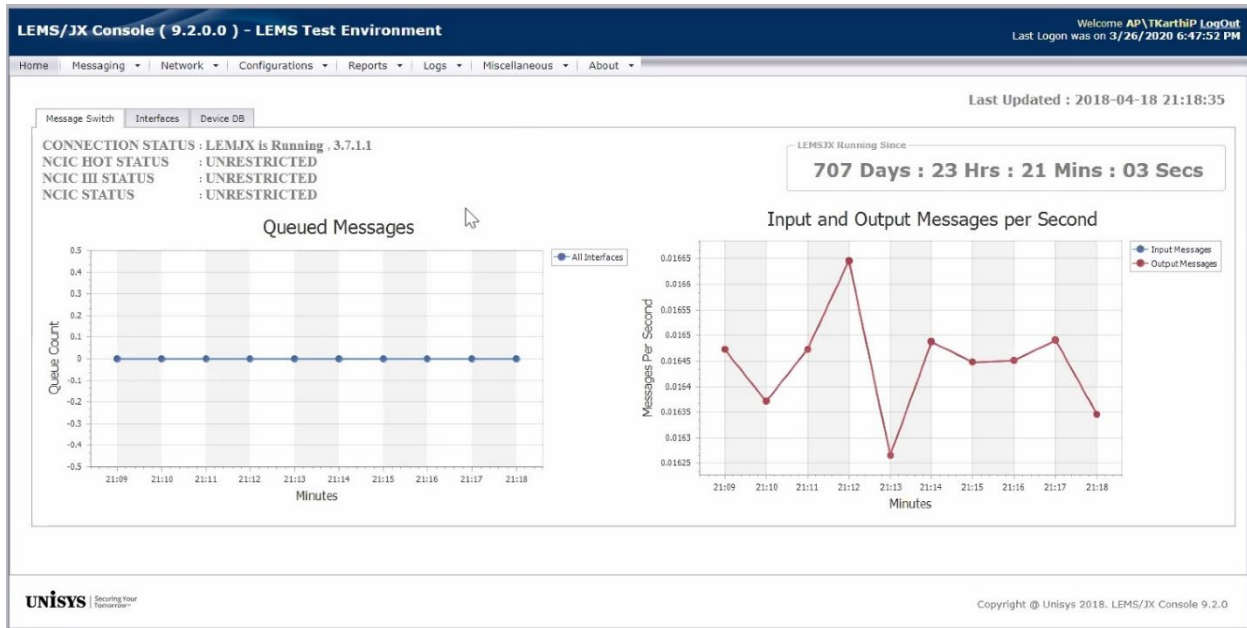 LEMS/JX Console ( 9.2.0.0 ) - LEMS Test Environment
Welcome AP\TKarthiP LogOut
Last Logon was on 3/26/2020 6:47:52 PM
Home Messaging Network Configurations Reports Logs Miscellaneous About
Last Updated : 2018-04-18 21:18:35
Message Switch Interfaces Device DB
CONNECTION STATUS : LEMJX is Running , 3.7.1.1
NCIC HOT STATUS : UNRESTRICTED
NCIC III STATUS : UNRESTRICTED
NCIC STATUS : UNRESTRICTED
LEMSJX Running Since
707 Days : 23 Hrs : 21 Mins : 03 Secs
Queued Messages
All Interfaces
Queue Count
0.5
0.4
0.3
0.2
0.1
0
-0.1
-0.2
-0.3
-0.4
-0.5
21:09 21:10 21:11 21:12 21:13 21:14 21:15 21:16 21:17 21:18
Minutes
Input and Output Messages per Second
Input Messages
Output Messages
Messages Per Second
0.01665
0.0166
0.01655
0.0165
0.01645
0.0164
0.01635
0.0163
0.01625
21:09 21:10 21:11 21:12 21:13 21:14 21:15 21:16 21:17 21:18
Minutes
UNISYS Securing Your
Tomorrow
Copyright @ Unisys 2018. LEMS/JX Console 9.2.0